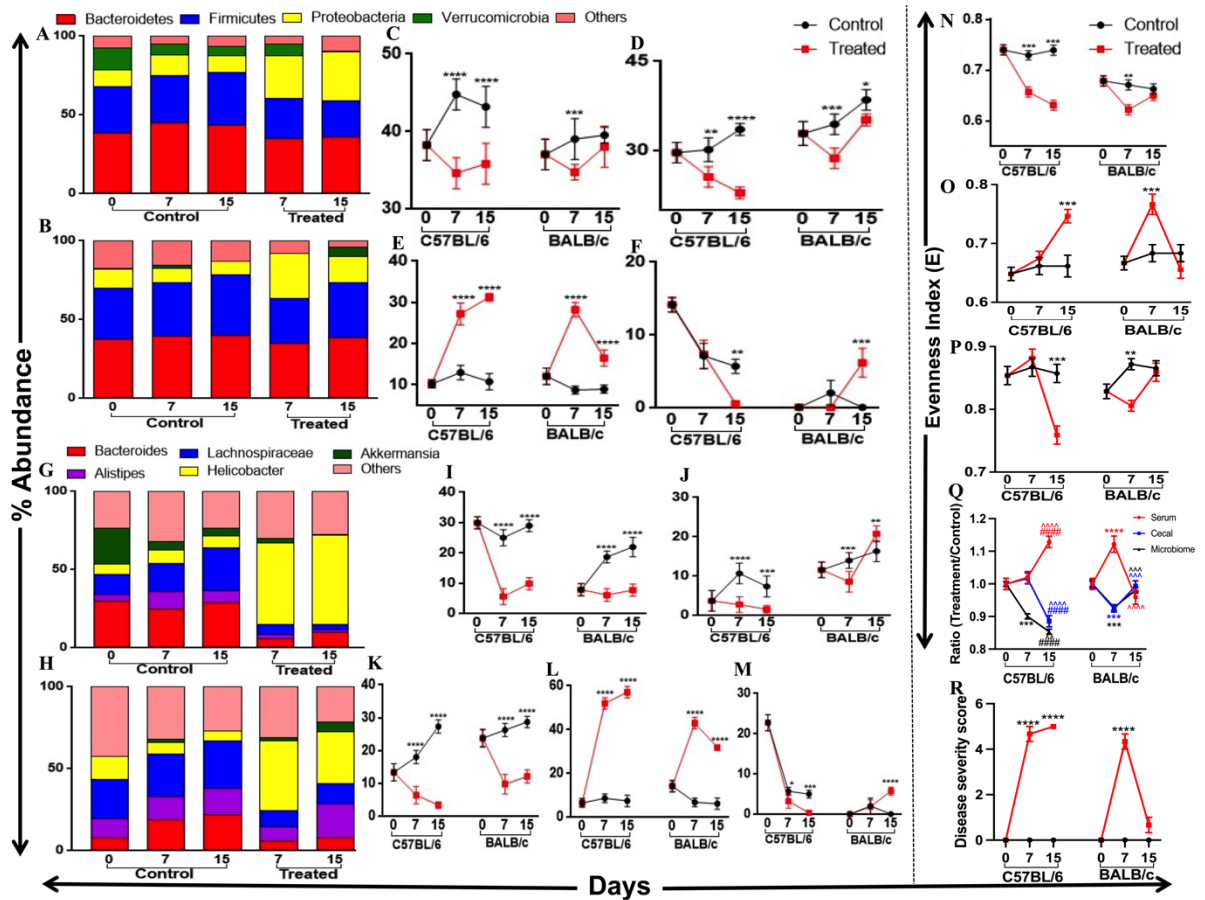 Bacteroidetes Firmicutes Proteobacteria Verrucomicrobia Others
A
100
50
0
0 7 15 7 15
Control Treated
B
100
50
0
0 7 15 7 15
Control Treated
C
50
40
30
0 7 15 0 7 15
C57BL/6 BALB/c
**** **** ***
D
Control
Treated
45
30
0 7 15 0 7 15
C57BL/6 BALB/c
** **** *** *
E
40
30
20
10
0 7 15 0 7 15
C57BL/6 BALB/c
**** **** **** ****
F
20
15
10
5
0
0 7 15 0 7 15
C57BL/6 BALB/c
** ***
Bacteroides Lachnospiraceae Akkermansia
Alistipes Helicobacter Others
G
100
50
0
0 7 15 7 15
Control Treated
H
100
50
0
0 7 15 7 15
Control Treated
I
40
30
20
10
0
0 7 15 0 7 15
C57BL/6 BALB/c
**** **** **** ****
J
30
20
10
0
0 7 15 0 7 15
C57BL/6 BALB/c
**** **** *** **
K
40
30
20
10
0
0 7 15 0 7 15
C57BL/6 BALB/c
**** **** **** ****
L
60
40
20
0
0 7 15 0 7 15
C57BL/6 BALB/c
**** **** **** ****
M
30
20
10
0
0 7 15 0 7 15
C57BL/6 BALB/c
* *** ****
% Abundance
Days
Evenness Index (E)
N
Control
Treated
0.8
0.7
0.6
0 7 15 0 7 15
C57BL/6 BALB/c
*** *** **
O
0.8
0.7
0.6
0 7 15 0 7 15
C57BL/6 BALB/c
*** ***
P
0.9
0.8
0.7
0 7 15 0 7 15
C57BL/6 BALB/c
*** **
Q
Serum
Cecal
Microbiome
Ratio (Treatment/Control)
1.2
1.1
1.0
0.9
0.8
0 7 15 0 7 15
C57BL/6 BALB/c
^^^^
####
^^^^
####
***
####
****
^^^
^^^
^^^^
***
***
R
Disease severity score
6
4
2
0
0 7 15 0 7 15
C57BL/6 BALB/c
**** **** ****